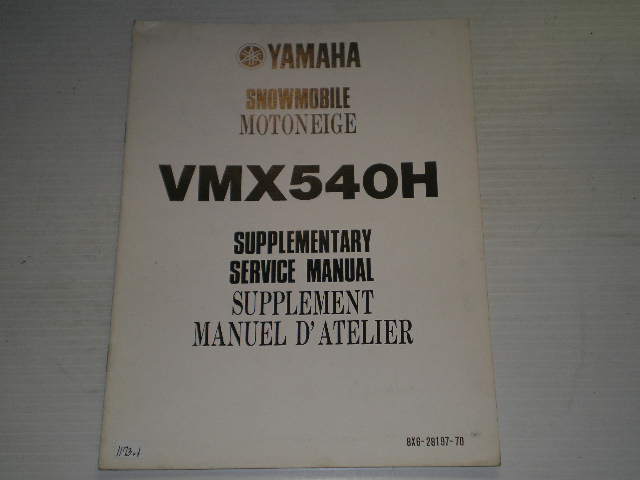 YAMAHA
SNOWMOBILE
MOTONEIGE
VMX540H
SUPPLEMENTARY
SERVICE MANUAL
SUPPLEMENT
MANUEL D'ATELIER
8X6-28197-70